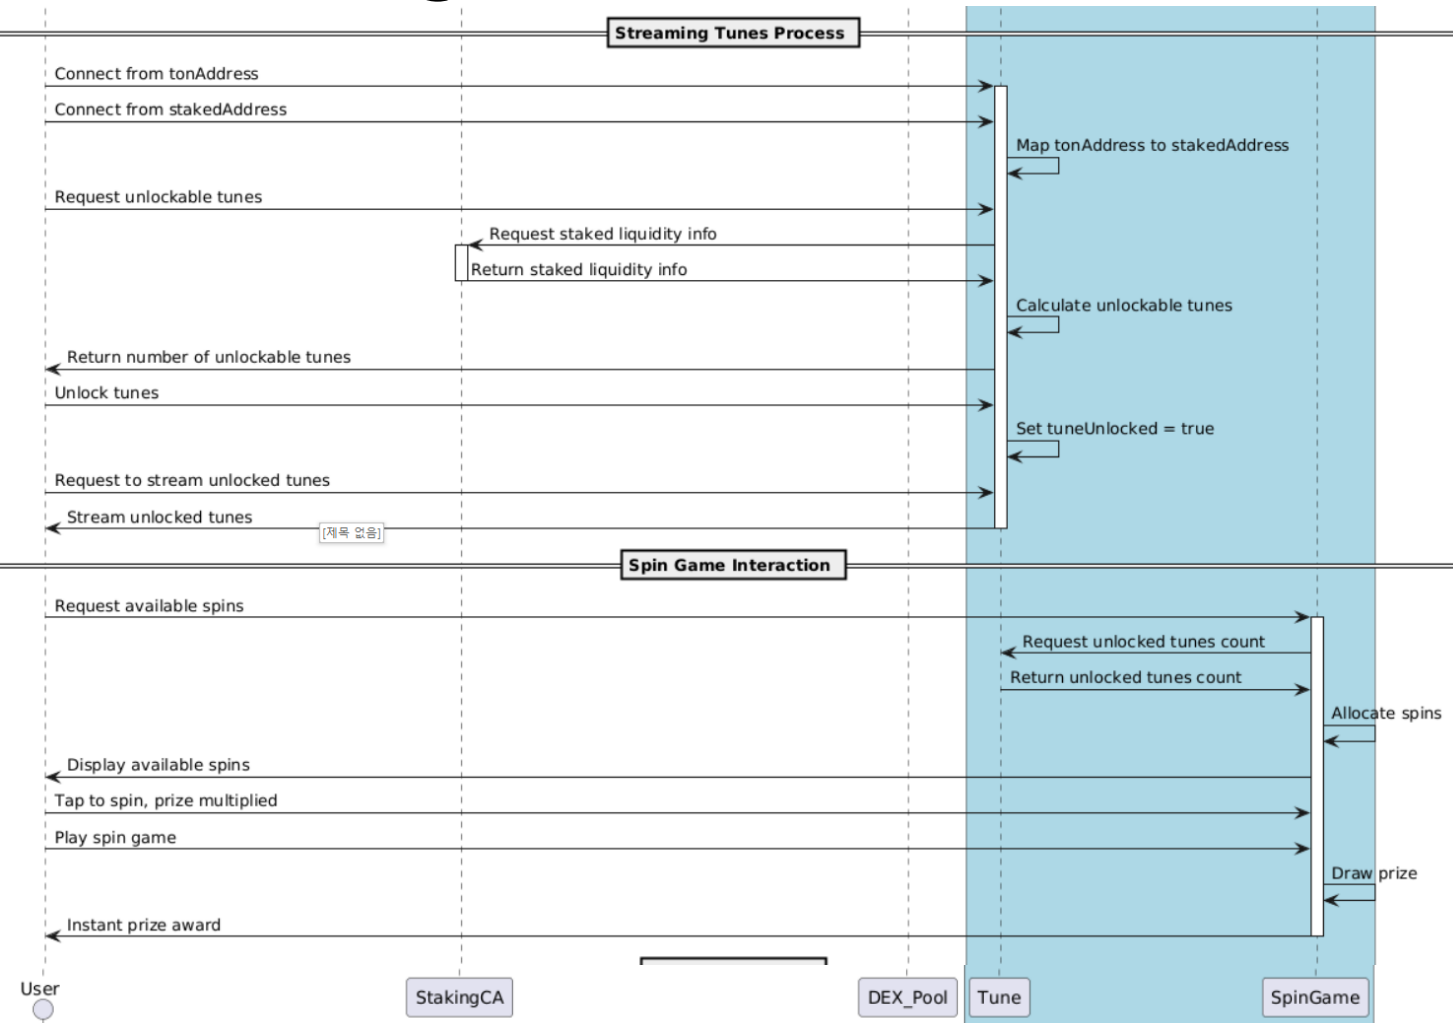 Streaming Tunes Process
Connect from tonAddress
Connect from stakedAddress
Map tonAddress to stakedAddress
Request unlockable tunes
Request staked liquidity info
Return staked liquidity info
Calculate unlockable tunes
Return number of unlockable tunes
Unlock tunes
Set tuneUnlocked = true
Request to stream unlocked tunes
Stream unlocked tunes
[제목 없음]
Spin Game Interaction
Request available spins
Request unlocked tunes count
Return unlocked tunes count
Allocate spins
Display available spins
Tap to spin, prize multiplied
Play spin game
Draw prize
Instant prize award
User
StakingCA
DEX_Pool
Tune
SpinGame